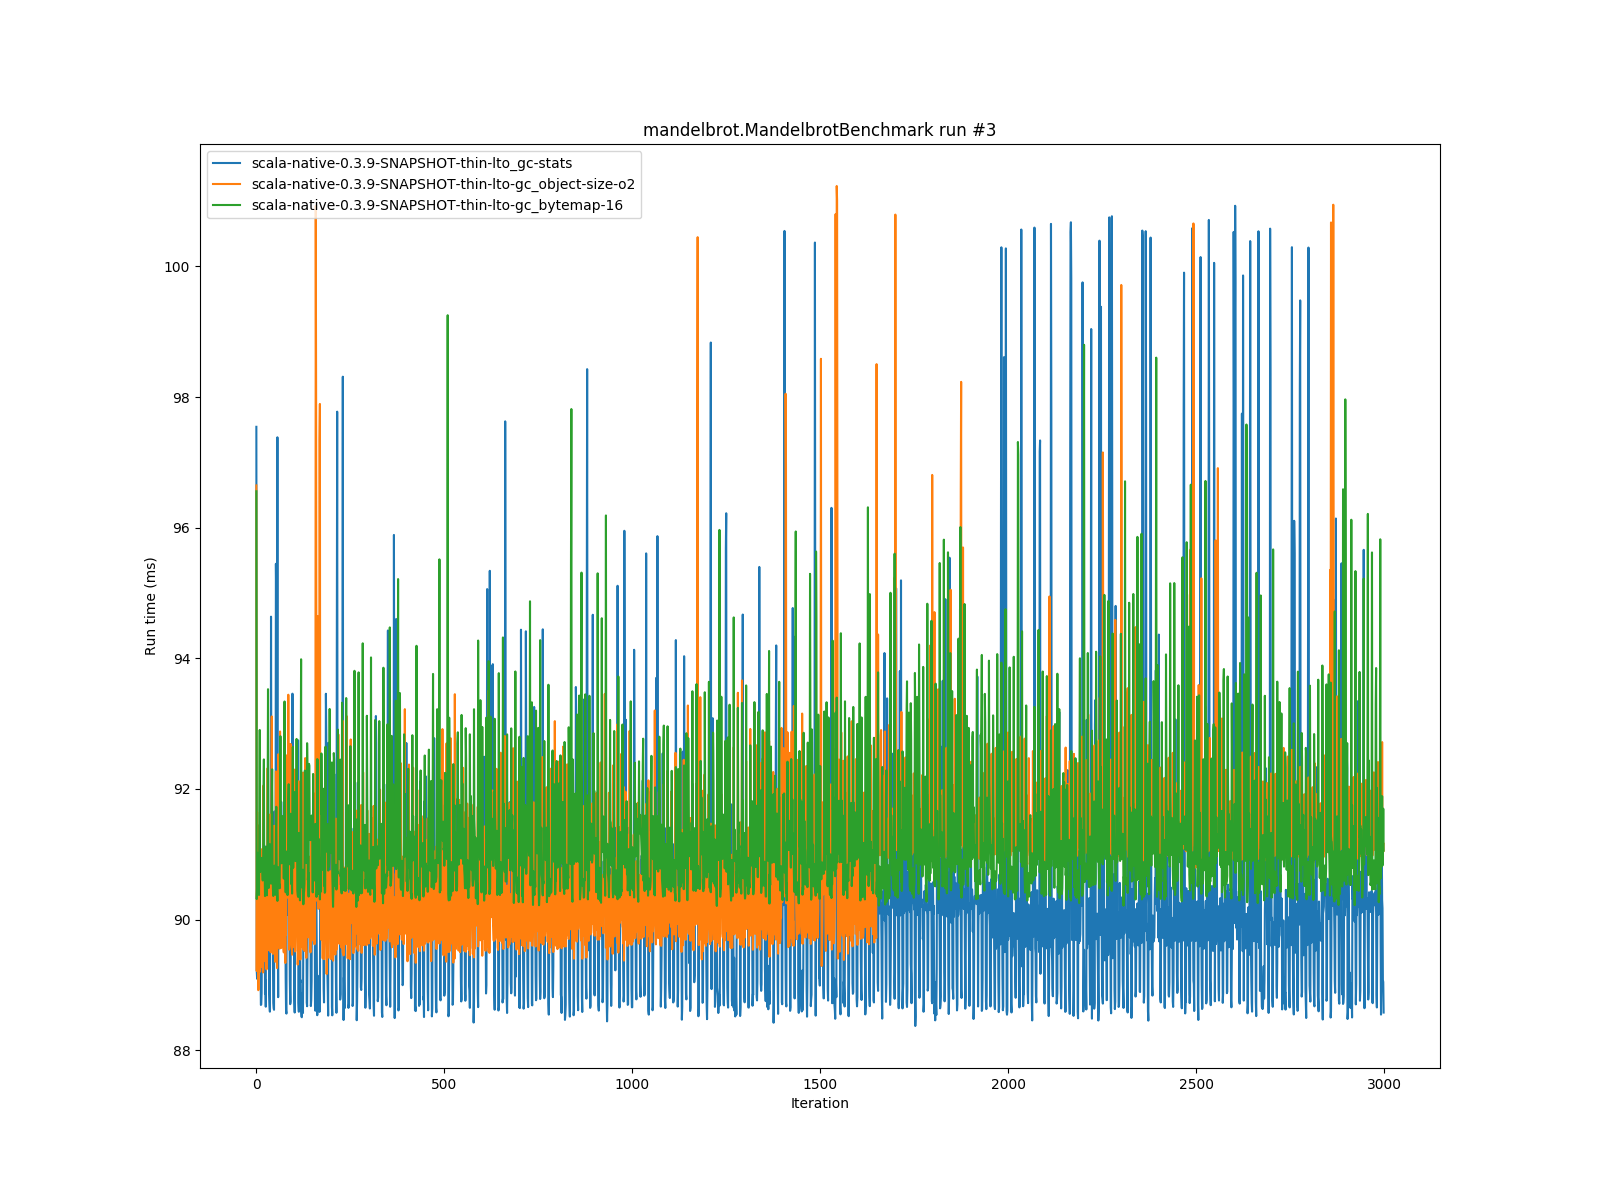 mandelbrot.MandelbrotBenchmark run #3
scala-native-0.3.9-SNAPSHOT-thin-lto_gc-stats
scala-native-0.3.9-SNAPSHOT-thin-lto-gc_object-size-o2
scala-native-0.3.9-SNAPSHOT-thin-lto-gc_bytemap-16
100
98
96
94
92
90
88
Run time (ms)
0 500 1000 1500 2000 2500 3000
Iteration